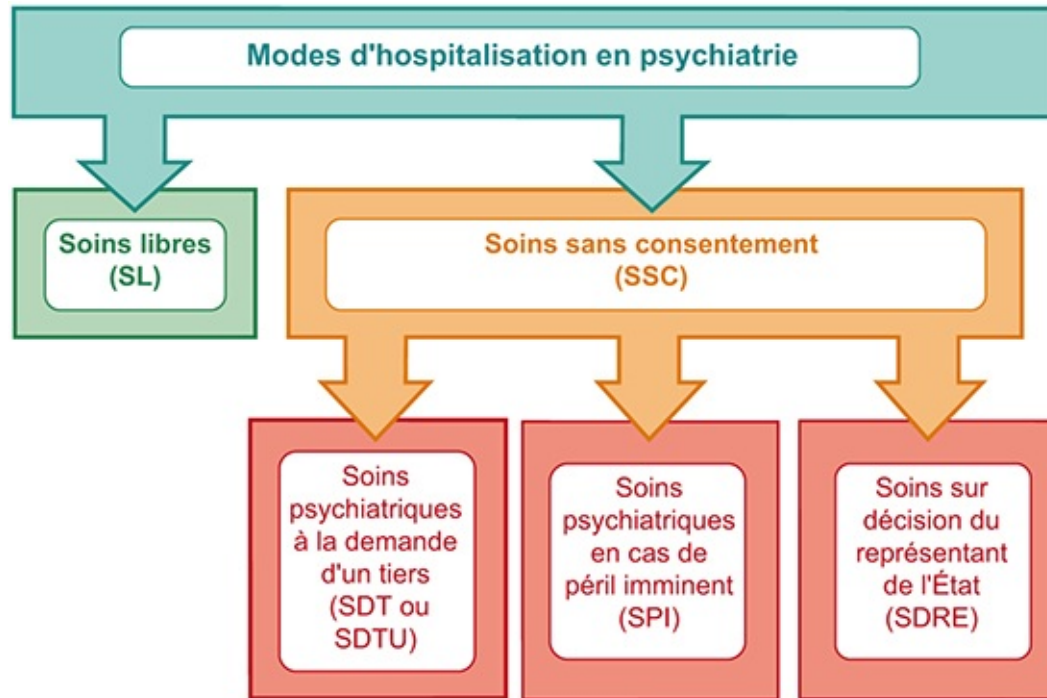 Modes d'hospitalisation en psychiatrie
Soins libres
(SL)
Soins sans consentement
(SSC)
Soins
psychiatriques
à la demande
d'un tiers
(SDT ou
SDTU)
Soins
psychiatriques
en cas de
péril imminent
(SPI)
Soins sur
décision du
représentant
de l'État
(SDRE)